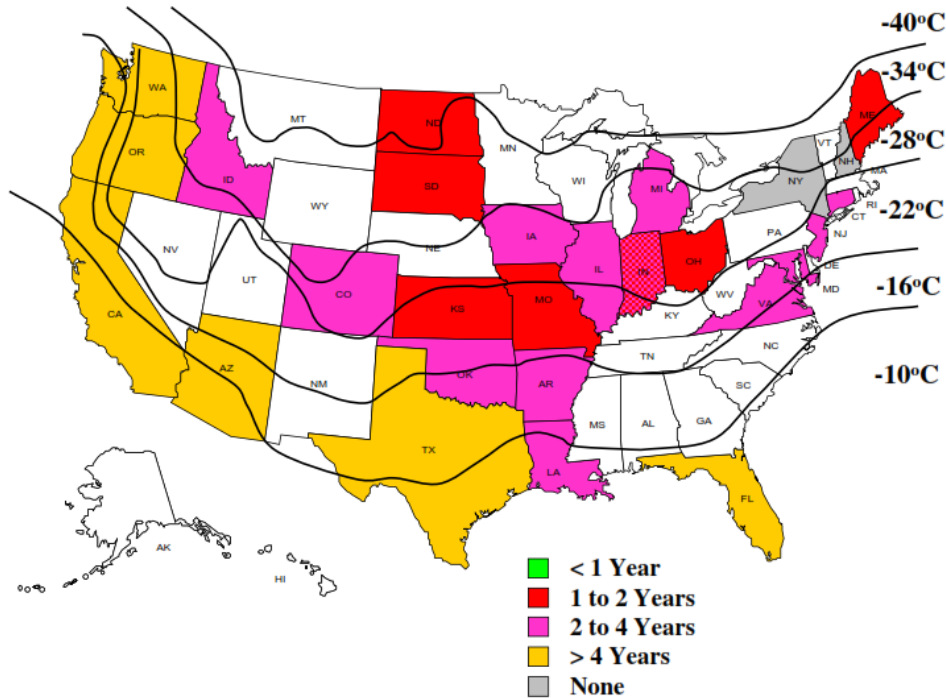 -40°C
-34°C
-28°C
-22°C
-16°C
-10°C
WA
OR
CA
NV
ID
MT
WY
UT
AZ
CO
NM
ND
SD
NE
KS
OK
TX
MN
IA
MO
AR
LA
WI
IL
MI
IN
OH
KY
TN
MS
AL
GA
FL
SC
NC
VA
WV
PA
NY
VT
NH
ME
MA
RI
CT
NJ
DE
MD
AK
HI
< 1 Year
1 to 2 Years
2 to 4 Years
> 4 Years
None